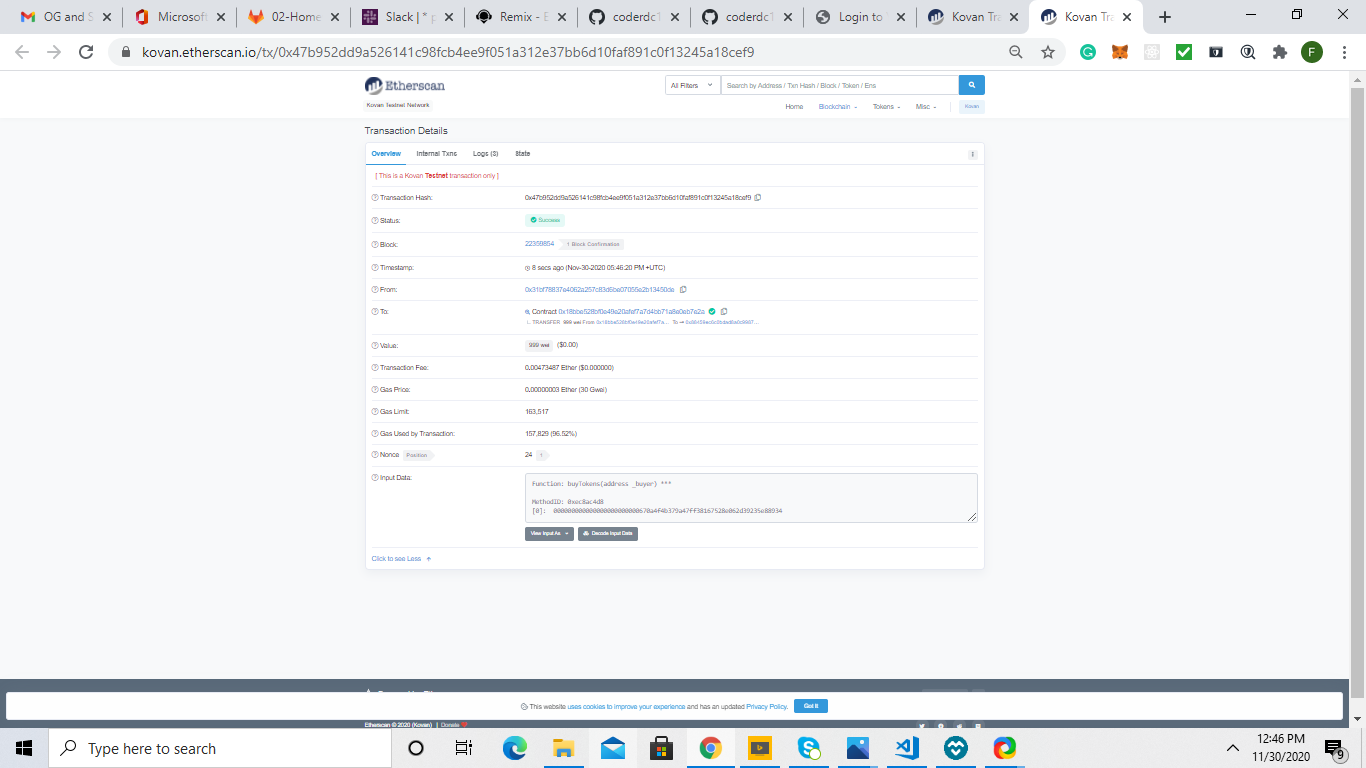 OG and S
Microsoft
02-Home
Slack | *
Remix - E
coderdc1
coderdc1
Login to
Kovan Tra
Kovan Tra
kovan.etherscan.io/tx/0x47b952dd9a526141c98fcb4ee9f051a312e37bb6d10faf891c0f13245a18cef9
F
Etherscan
All Filters
Search by Address / Txn Hash / Block / Token / Ens
Kovan Testnet Network
Home Blockchain Tokens Misc Kovan
Transaction Details
Overview Internal Txns Logs (3) State
[ This is a Kovan Testnet transaction only ]
Transaction Hash: 0x47b952dd9a526141c98fcb4ee9f051a312e37bb6d10faf891c0f13245a18cef9
Status: Success
Block: 22359854 1 Block Confirmation
Timestamp: 8 secs ago (Nov-30-2020 05:46:20 PM +UTC)
From: 0x31bf78837e4062a257c83d6be07055e2b13450de
To: Contract 0x18bbe528bf0e49e20afef7a7d4bb71a8e0eb7e2a
TRANSFER 999 wei From 0x18bbe528bf0e49e20afef7a... To →
Value: 999 wei ($0.00)
Transaction Fee: 0.00473487 Ether ($0.000000)
Gas Price: 0.00000003 Ether (30 Gwei)
Gas Limit: 163,517
Gas Used by Transaction: 157,829 (96.52%)
Nonce Position 24 1
Input Data:
Function: buyTokens(address _buyer) ***
MethodID: 0xec8ac4d8
[0]: 000000000000000000000000670a4f4b379a47ff38167528e062d39235e88934
View Input As Decode Input Data
Click to see Less
This website uses cookies to improve your experience and has an updated Privacy Policy. Got It
Etherscan © 2020 (Kovan) | Donate
Type here to search
12:46 PM
11/30/2020
9